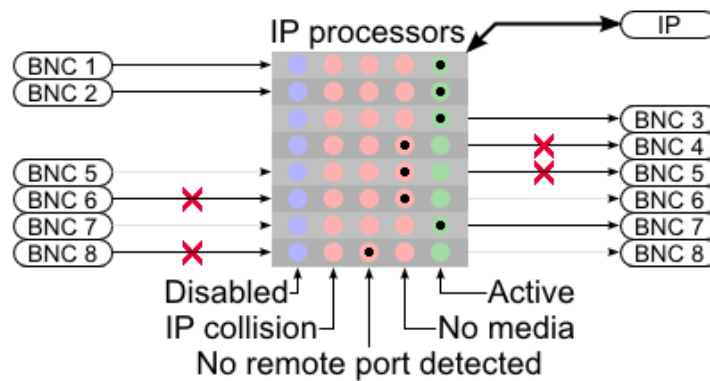 IP processors
IP
BNC 1
BNC 2
BNC 3
BNC 4
BNC 5
BNC 5
BNC 6
BNC 6
BNC 7
BNC 7
BNC 8
BNC 8
Disabled
Active
IP collision
No media
No remote port detected